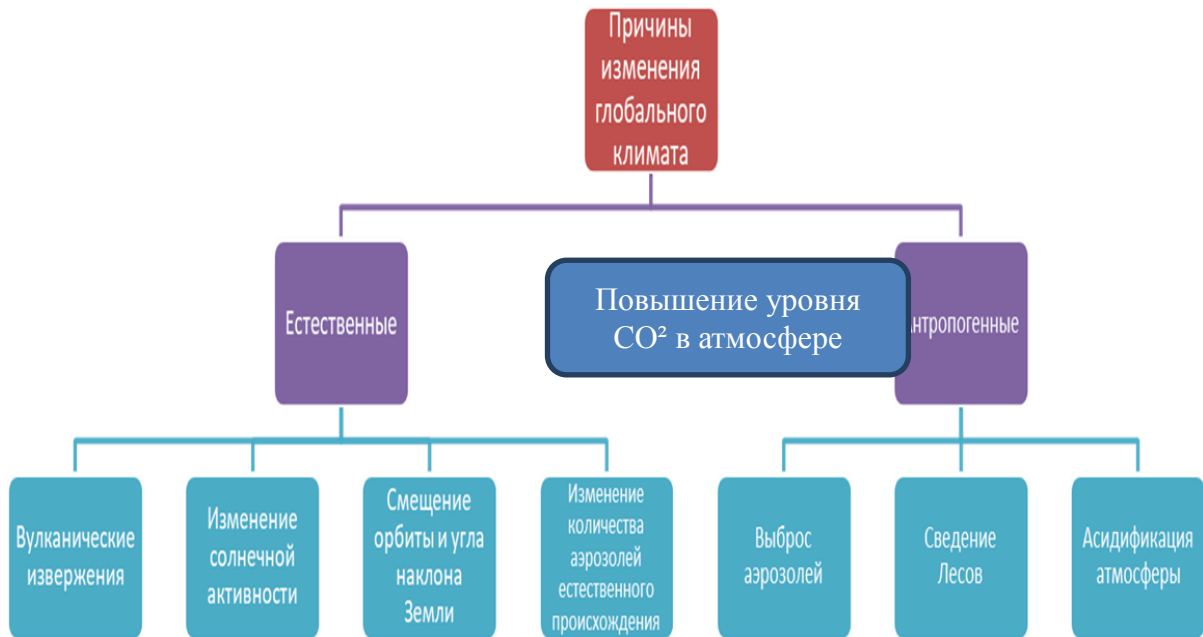 Причины
изменения
глобального
климата
Естественные
Повышение уровня
CO² в атмосфере
нтропогенные
Вулканические
извержения
Изменение
солнечной
активности
Смещение
орбиты и угла
наклона
Земли
Изменение
количества
аэрозолей
естественного
происхождения
Выброс
аэрозолей
Сведение
Лесов
Асидификация
атмосферы